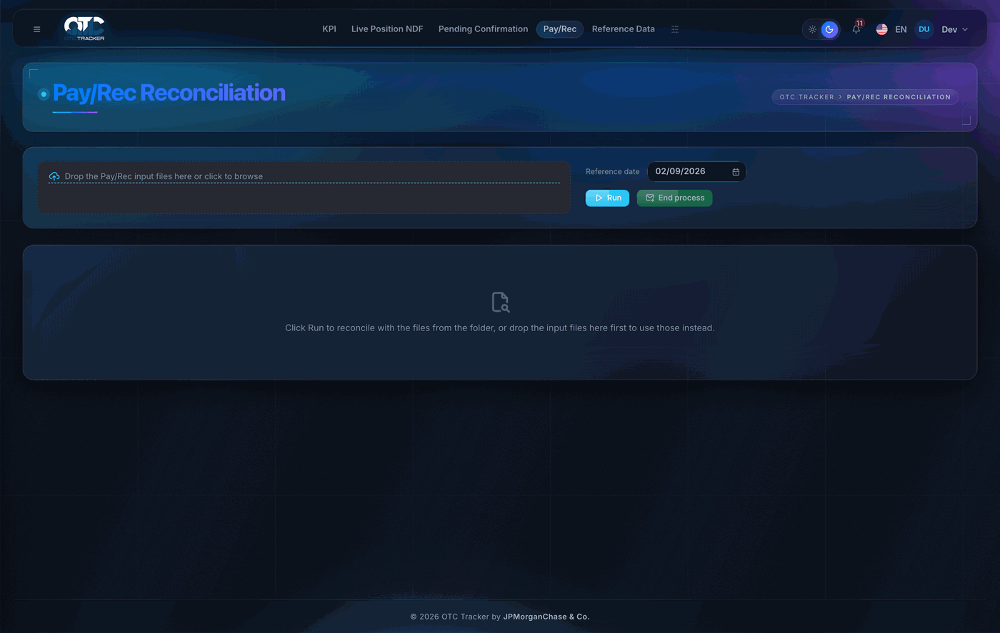 OTC
OTC TRACKER
KPI
Live Position NDF
Pending Confirmation
Pay/Rec
Reference Data
11
EN
DU
Dev
Pay/Rec Reconciliation
OTC TRACKER > PAY/REC RECONCILIATION
Drop the Pay/Rec input files here or click to browse
Reference date
02/09/2026
Run
End process
Click Run to reconcile with the files from the folder, or drop the input files here first to use those instead.
© 2026 OTC Tracker by JPMorganChase & Co.